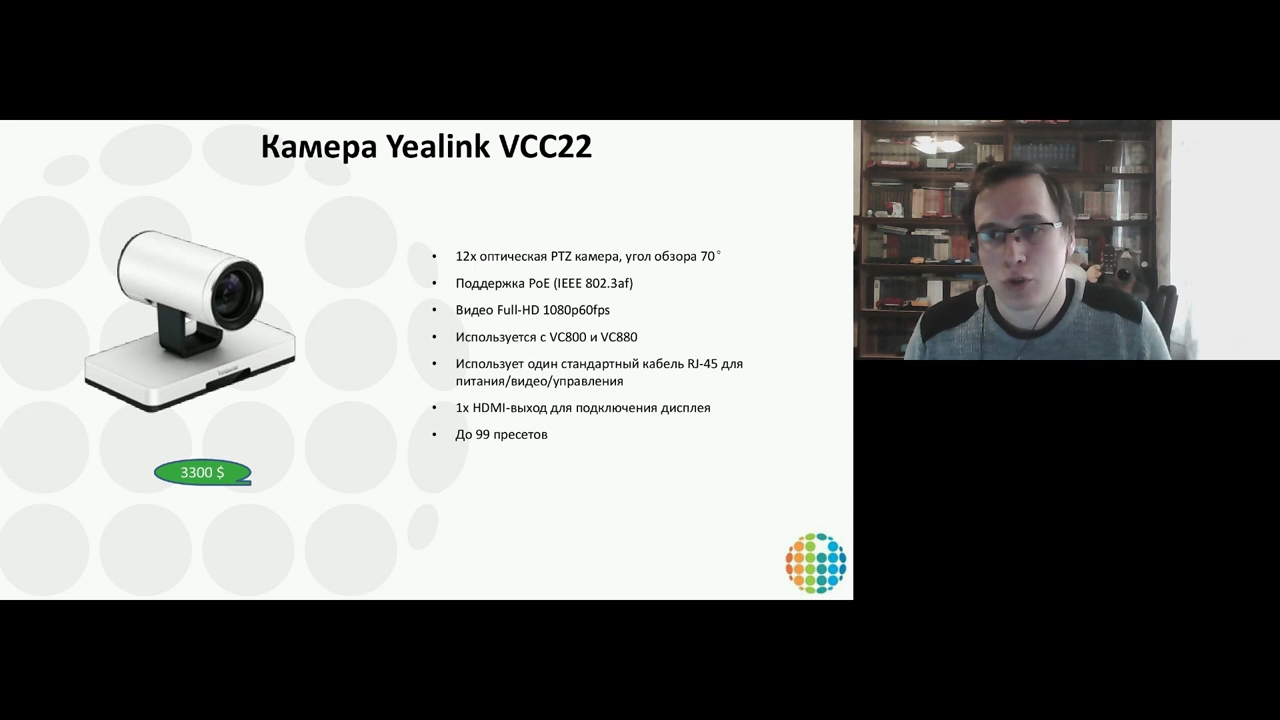 Камера Yealink VCC22
• 12x оптическая PTZ камера, угол обзора 70°
• Поддержка PoE (IEEE 802.3af)
• Видео Full-HD 1080p60fps
• Используется с VC800 и VC880
• Использует один стандартный кабель RJ-45 для
питания/видео/управления
• 1x HDMI-выход для подключения дисплея
• До 99 пресетов
3300 $